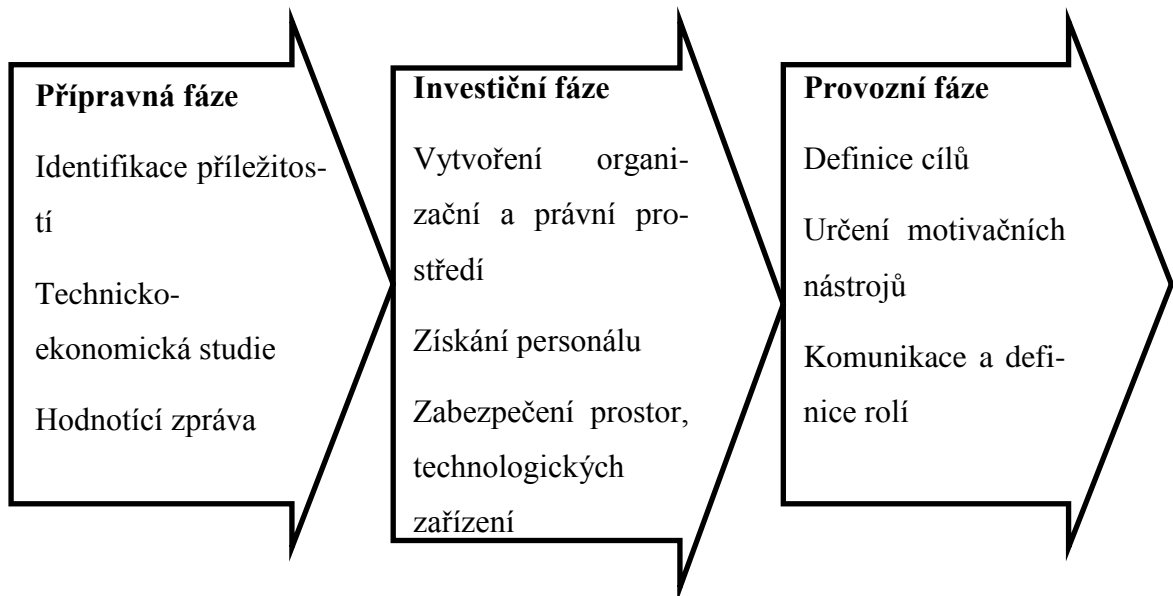 Přípravná fáze
Identifikace příležitos-
tí
Technicko-
ekonomická studie
Hodnotící zpráva
Investiční fáze
Vytvoření organi-
zační a právní pro-
středí
Získání personálu
Zabezpečení prostor,
technologických
zařízení
Provozní fáze
Definice cílů
Určení motivačních
nástrojů
Komunikace a defi-
nice rolí